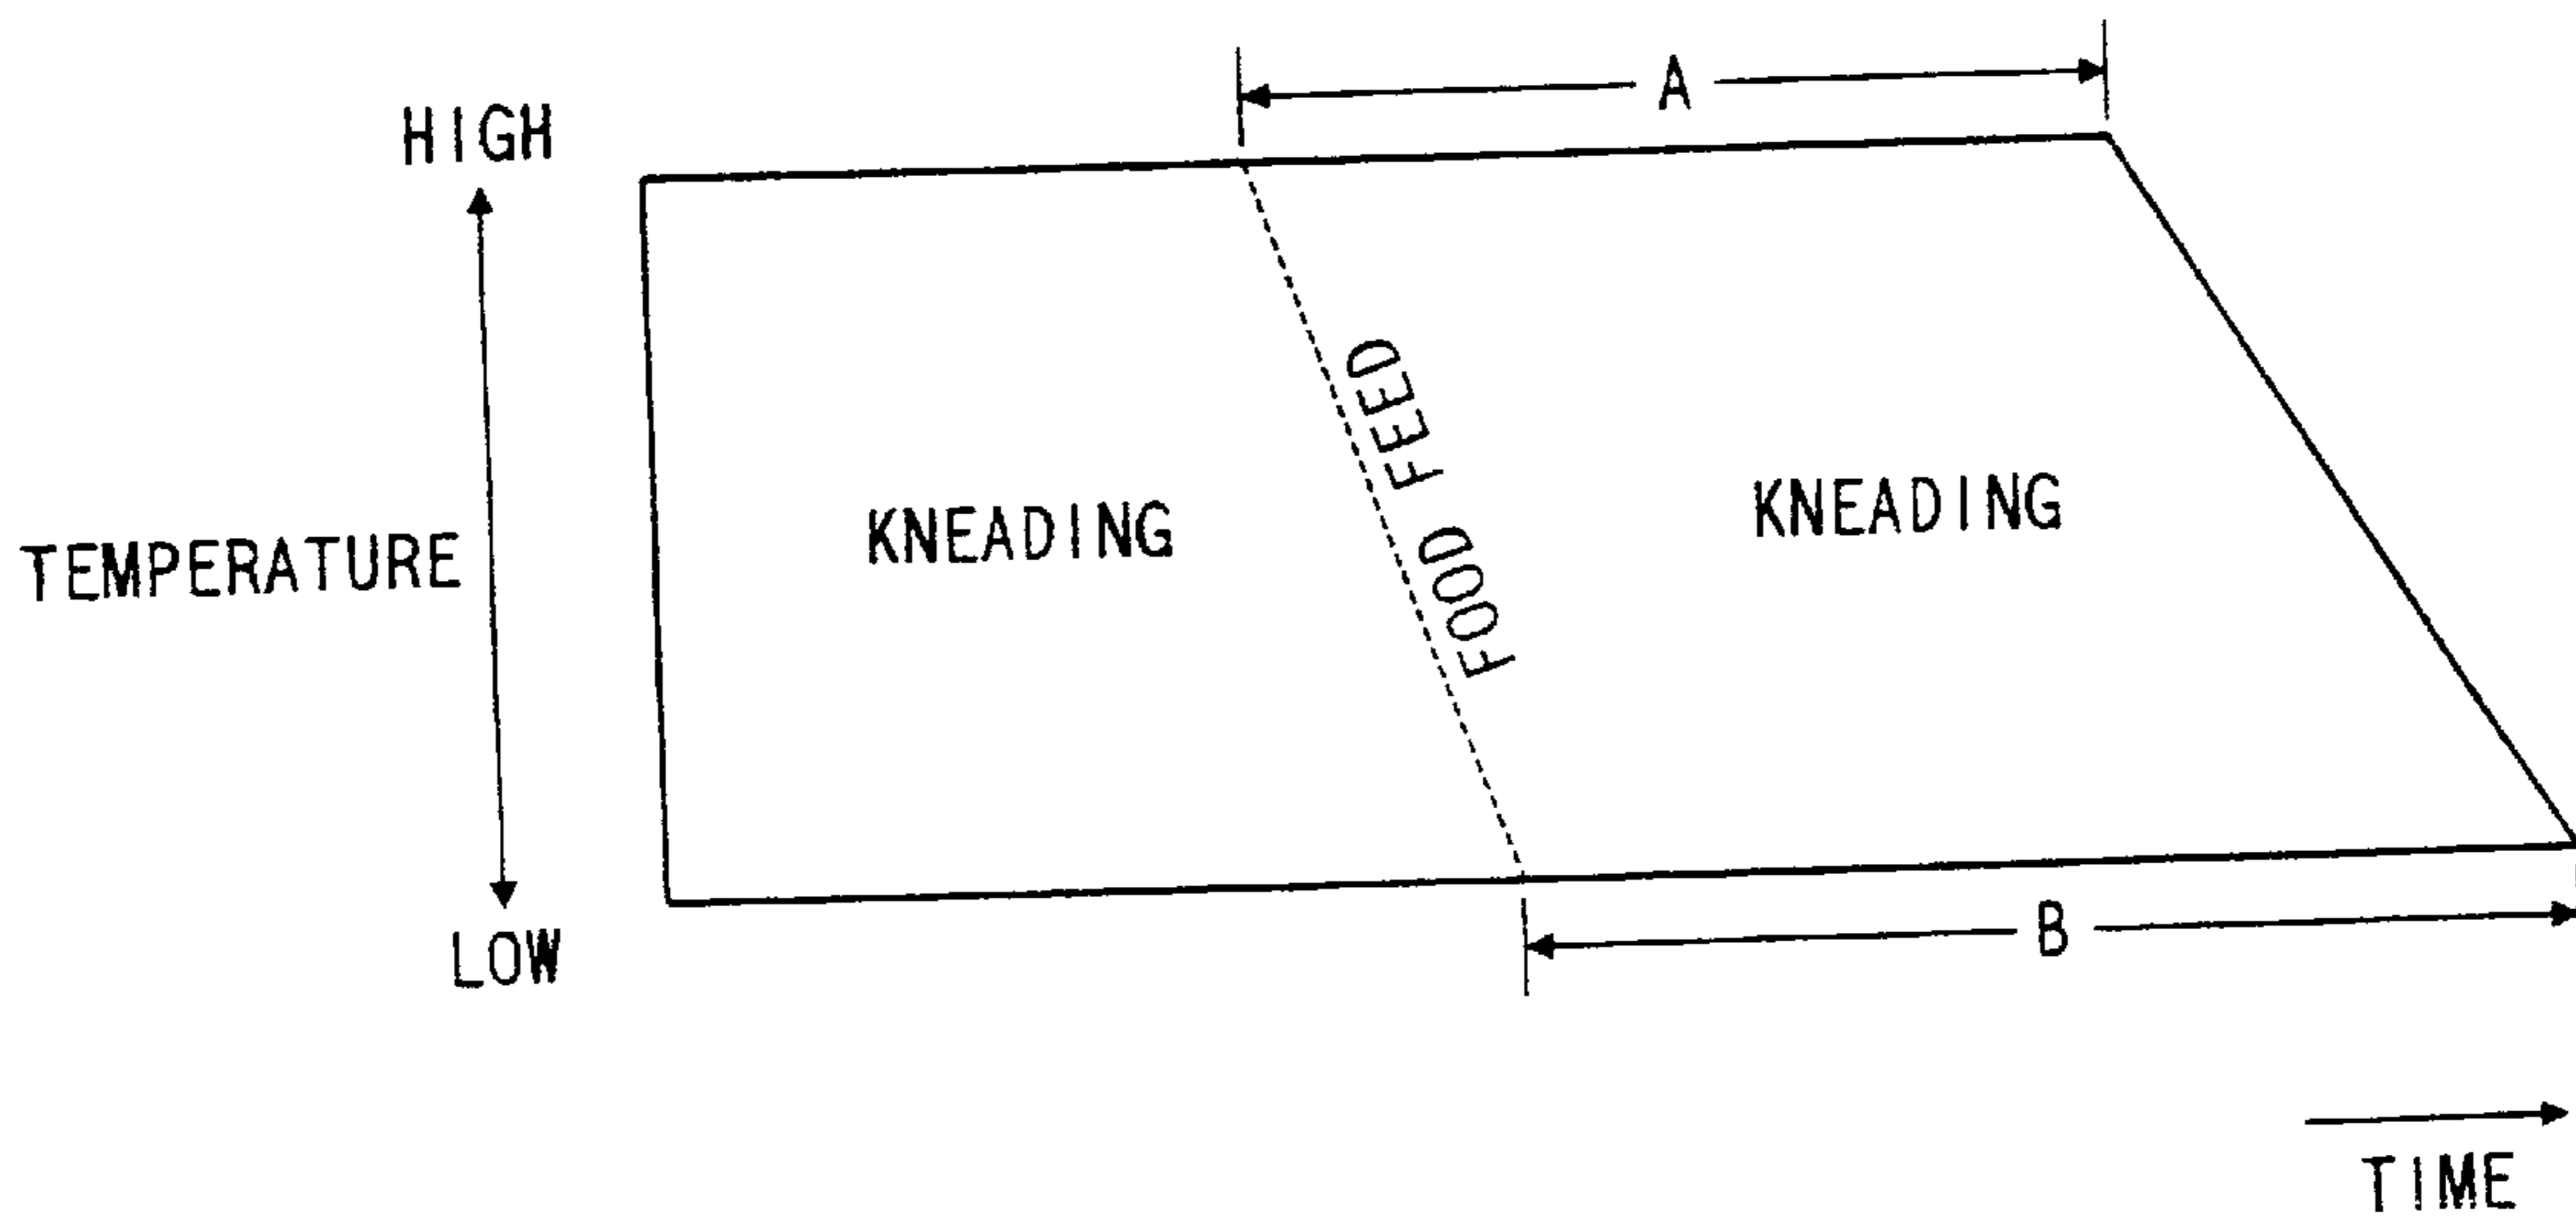 A
HIGH
FOOD FEED
KNEADING
KNEADING
TEMPERATURE
LOW
B
TIME